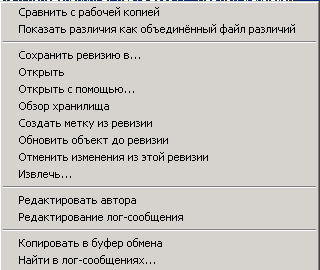 Сравнить с рабочей копией
Показать различия как объединённый файл различий
Сохранить ревизию в...
Открыть
Открыть с помощью...
Обзор хранилища
Создать метку из ревизии
Обновить объект до ревизии
Отменить изменения из этой ревизии
Извлечь...
Редактировать автора
Редактирование лог-сообщения
Копировать в буфер обмена
Найти в лог-сообщениях...